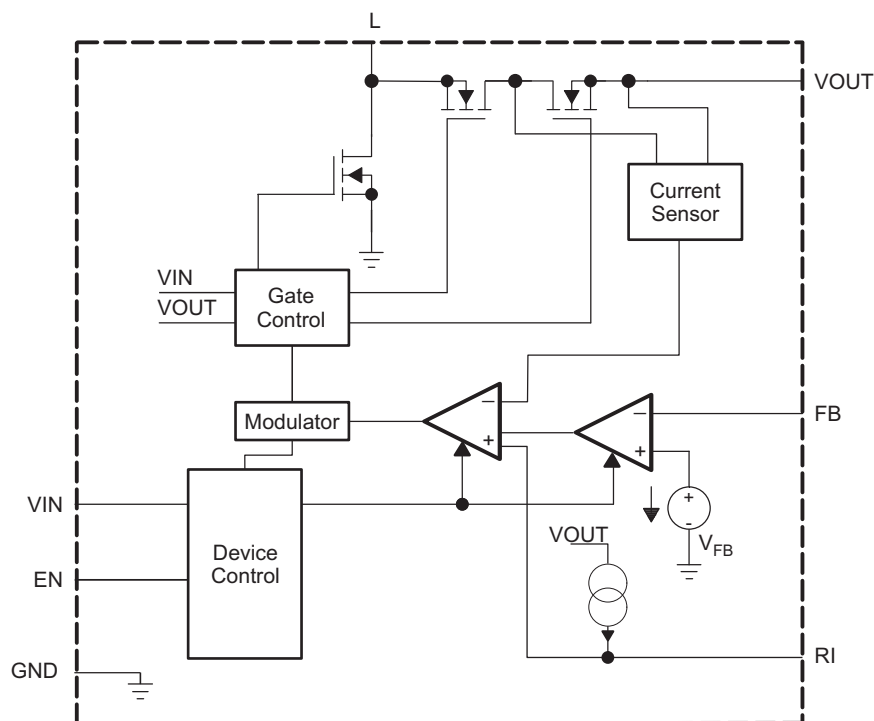 L
VOUT
Current
Sensor
VIN
VOUT
Gate
Control
−
+
Modulator
−
+
FB
VIN
EN
Device
Control
+
-
VFB
VOUT
GND
RI